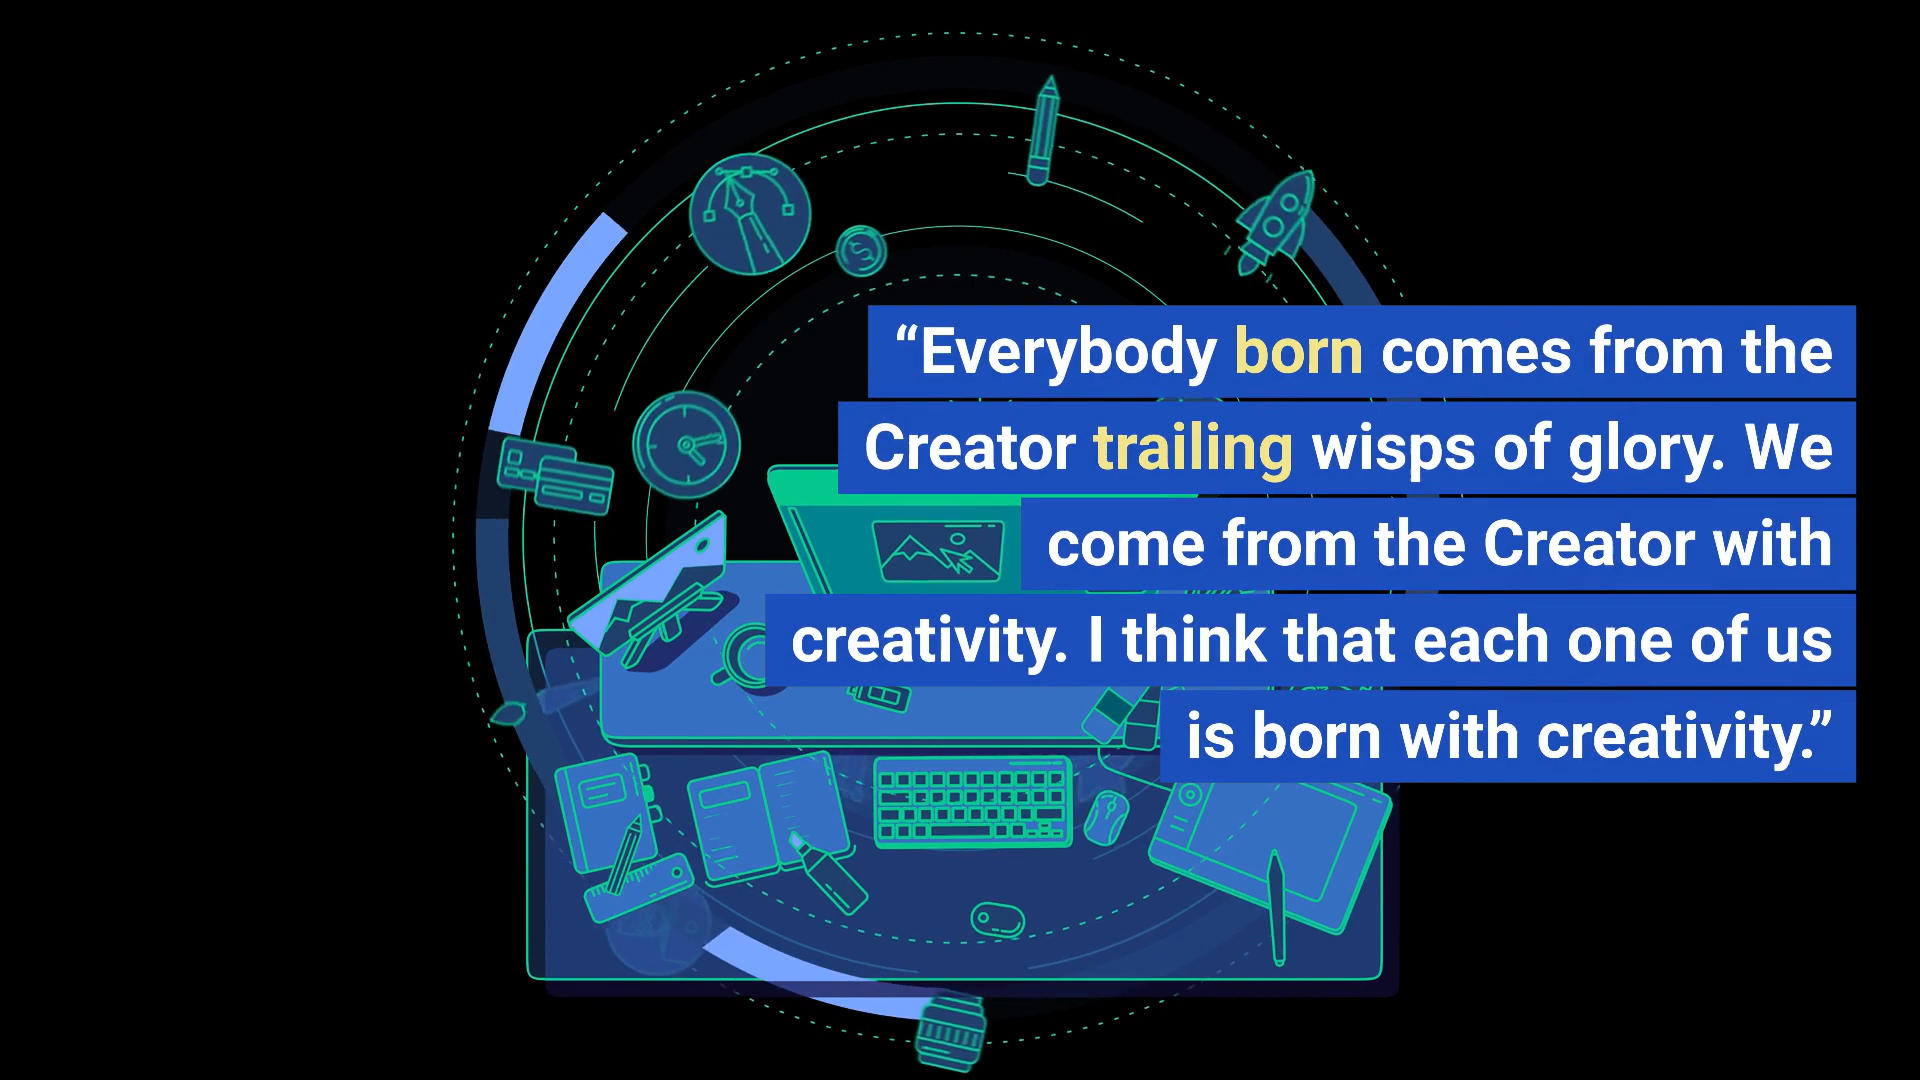 “Everybody born comes from the
Creator trailing wisps of glory. We
come from the Creator with
creativity. I think that each one of us
is born with creativity.”